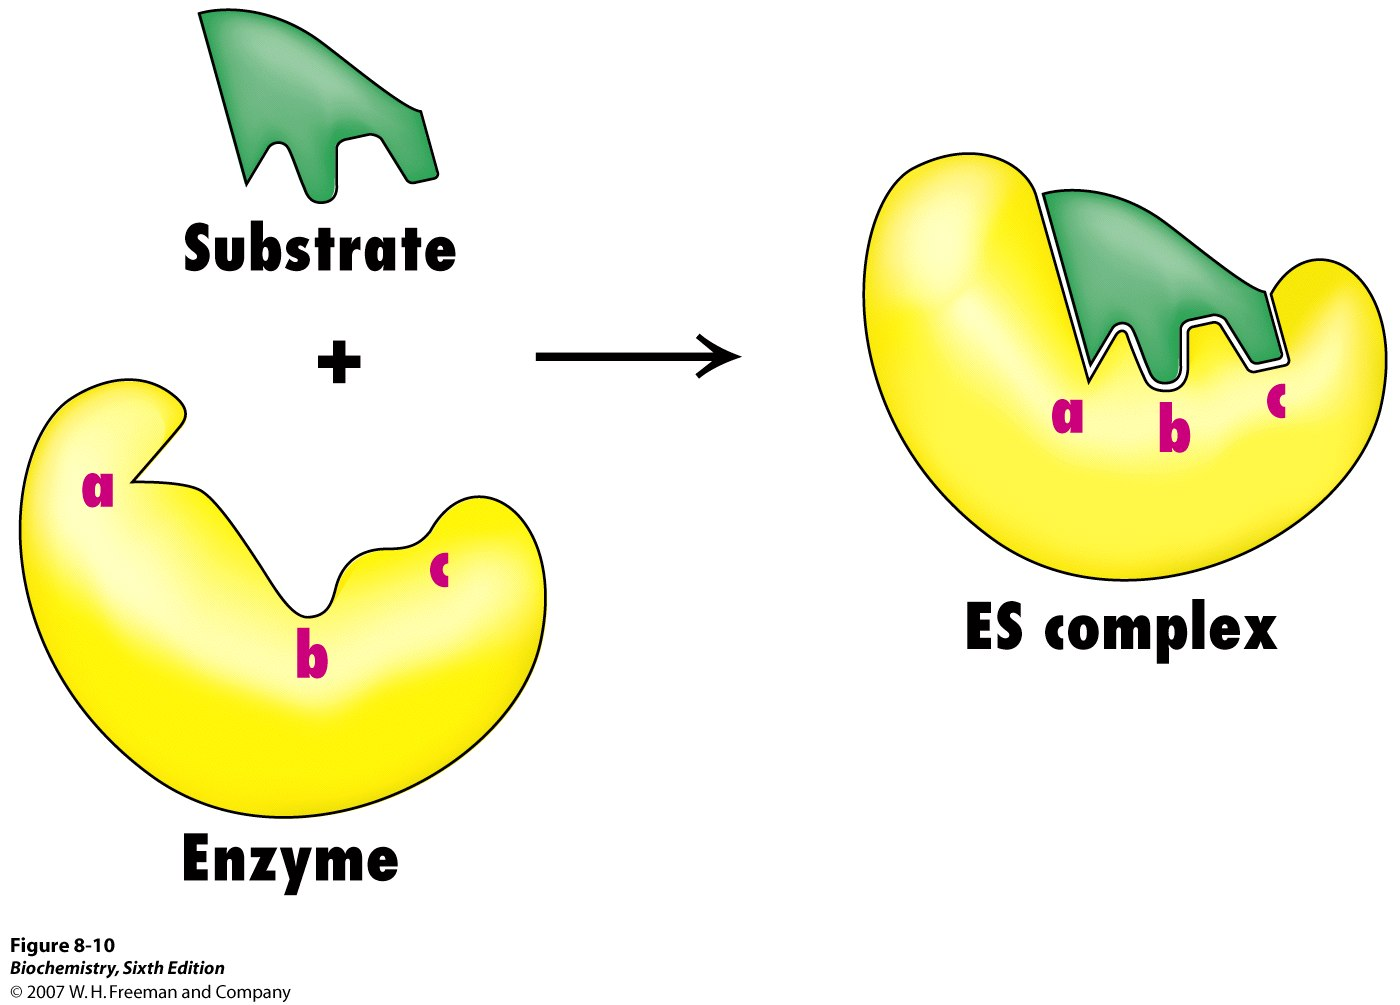 Substrate
+
a
b
c
Enzyme
a
b
c
ES complex
Figure 8-10
Biochemistry, Sixth Edition
© 2007 W. H. Freeman and Company